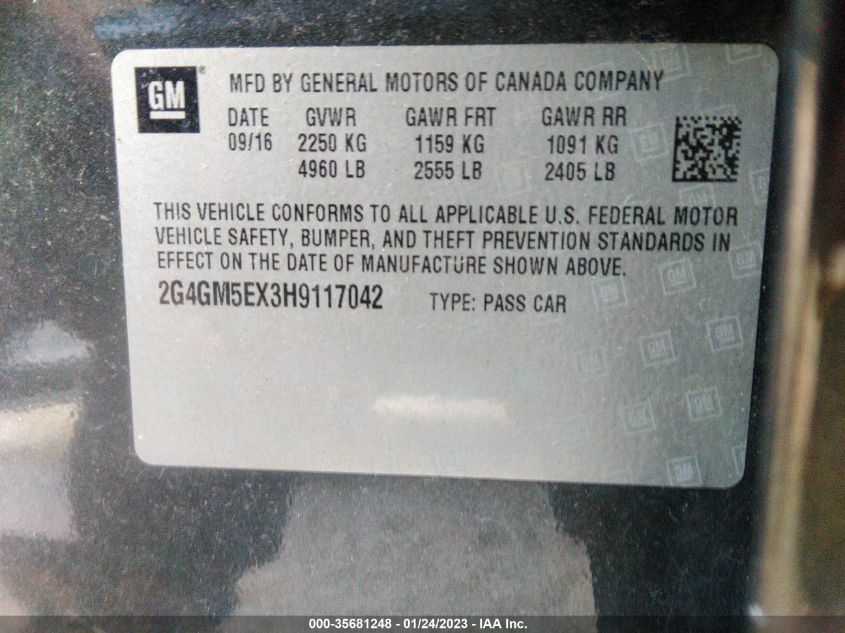 GM ® MFD BY GENERAL MOTORS OF CANADA COMPANY
DATE GVWR GAWR FRT GAWR RR
09/16 2250 KG 1159 KG 1091 KG
4960 LB 2555 LB 2405 LB
THIS VEHICLE CONFORMS TO ALL APPLICABLE U.S. FEDERAL MOTOR
VEHICLE SAFETY, BUMPER, AND THEFT PREVENTION STANDARDS IN
EFFECT ON THE DATE OF MANUFACTURE SHOWN ABOVE.
2G4GM5EX3H9117042 TYPE: PASS CAR
000-35681248 - 01/24/2023 - IAA Inc.